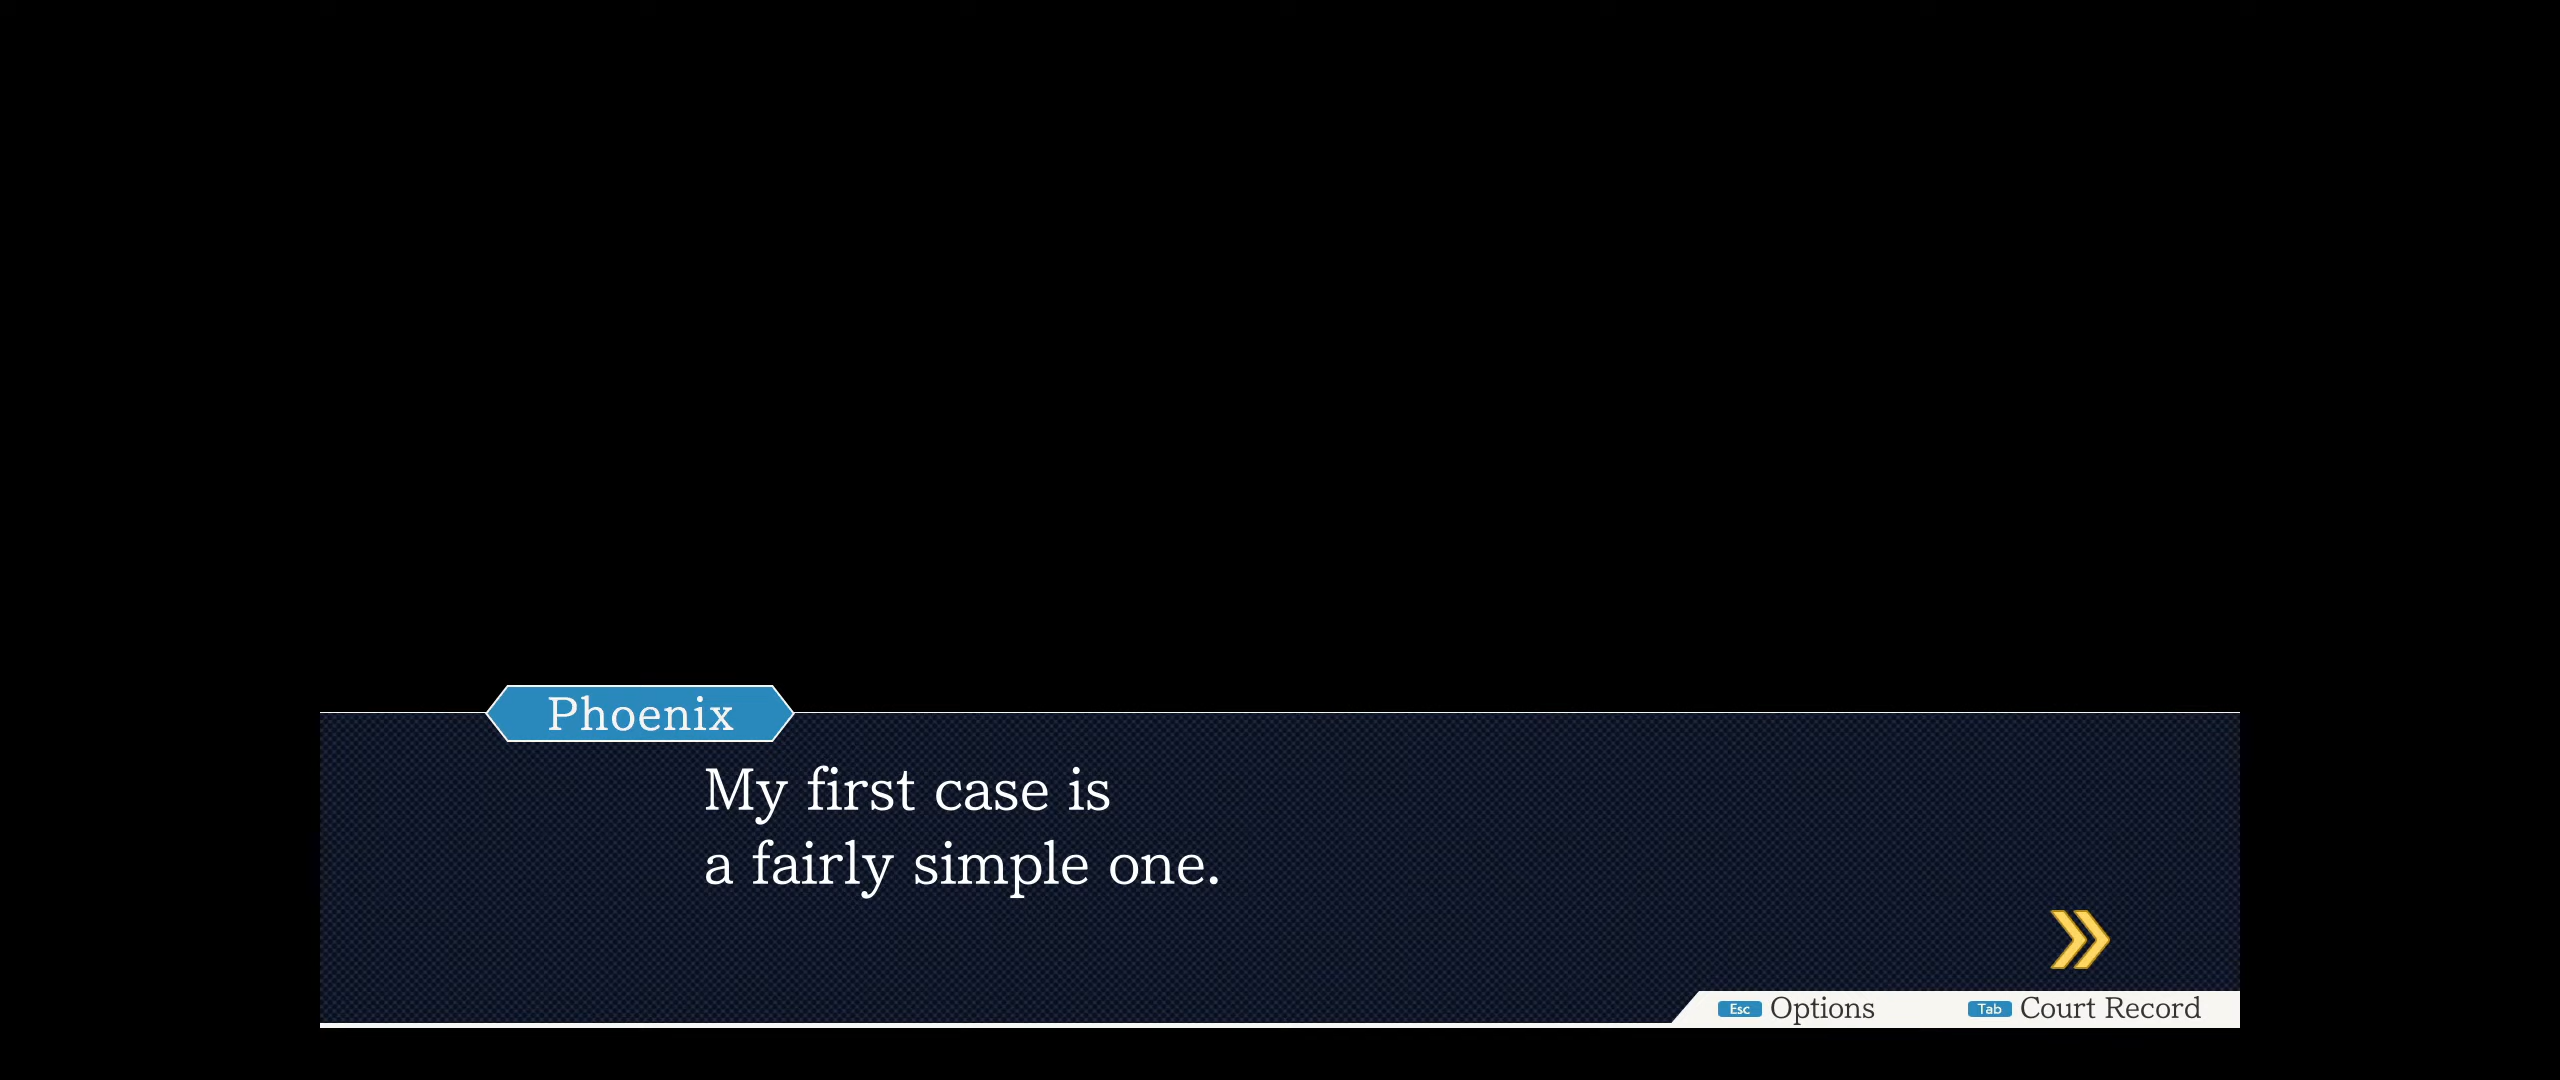 Phoenix
My first case is
a fairly simple one.
Esc Options Tab Court Record